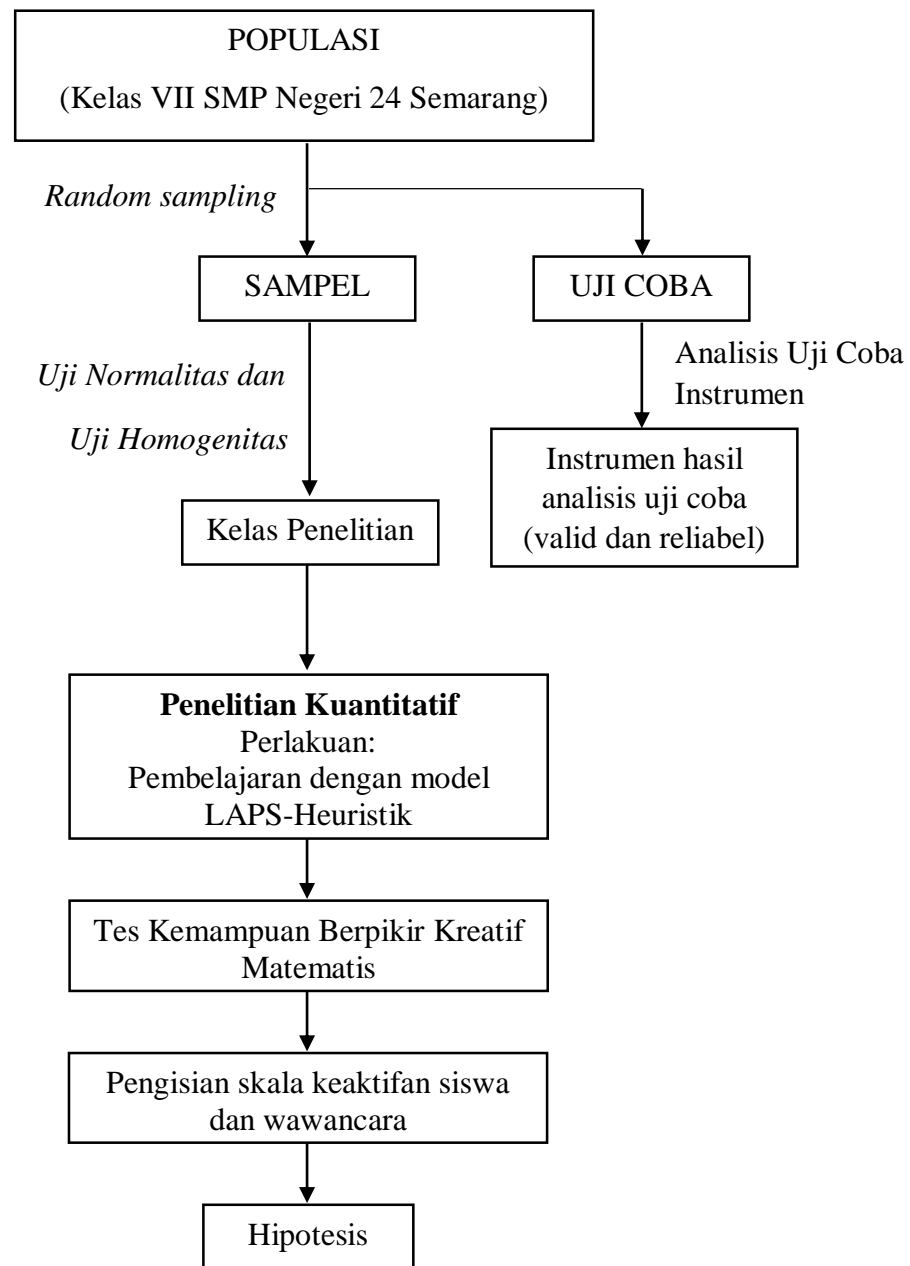 POPULASI
(Kelas VII SMP Negeri 24 Semarang)
Random sampling
SAMPEL
UJI COBA
Uji Normalitas dan
Uji Homogenitas
Analisis Uji Coba
Instrumen
Instrumen hasil
analisis uji coba
(valid dan reliabel)
Kelas Penelitian
Penelitian Kuantitatif
Perlakuan:
Pembelajaran dengan model
LAPS-Heuristik
Tes Kemampuan Berpikir Kreatif
Matematis
Pengisian skala keaktifan siswa
dan wawancara
Hipotesis